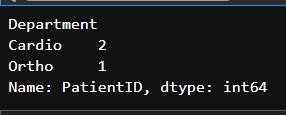 Department
Cardio    2
Ortho     1
Name: PatientID, dtype: int64